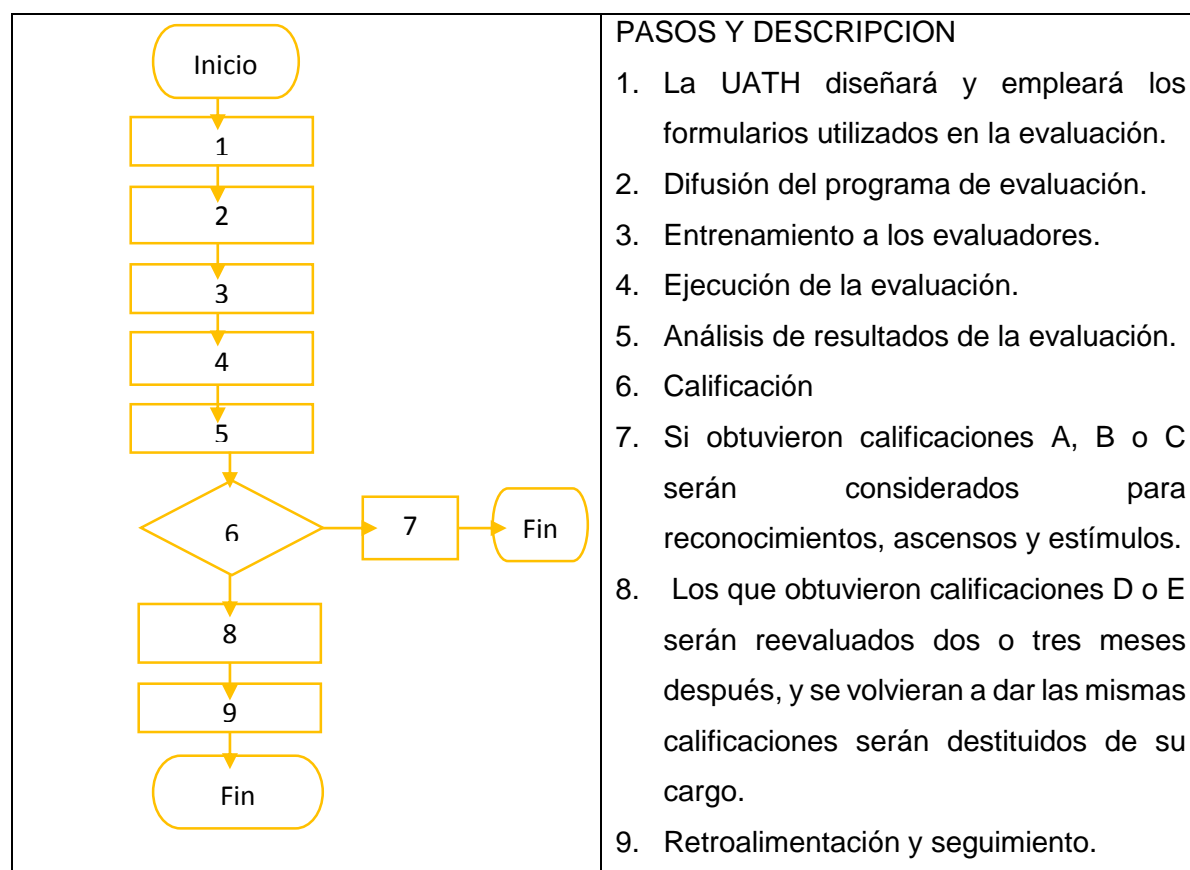 Inicio
1
2
3
4
5
6
7
Fin
8
9
Fin
PASOS Y DESCRIPCION
1. La UATH diseñará y empleará los
formularios utilizados en la evaluación.
2. Difusión del programa de evaluación.
3. Entrenamiento a los evaluadores.
4. Ejecución de la evaluación.
5. Análisis de resultados de la evaluación.
6. Calificación
7. Si obtuvieron calificaciones A, B o C
serán considerados para
reconocimientos, ascensos y estímulos.
8. Los que obtuvieron calificaciones D o E
serán reevaluados dos o tres meses
después, y se volvieran a dar las mismas
calificaciones serán destituidos de su
cargo.
9. Retroalimentación y seguimiento.